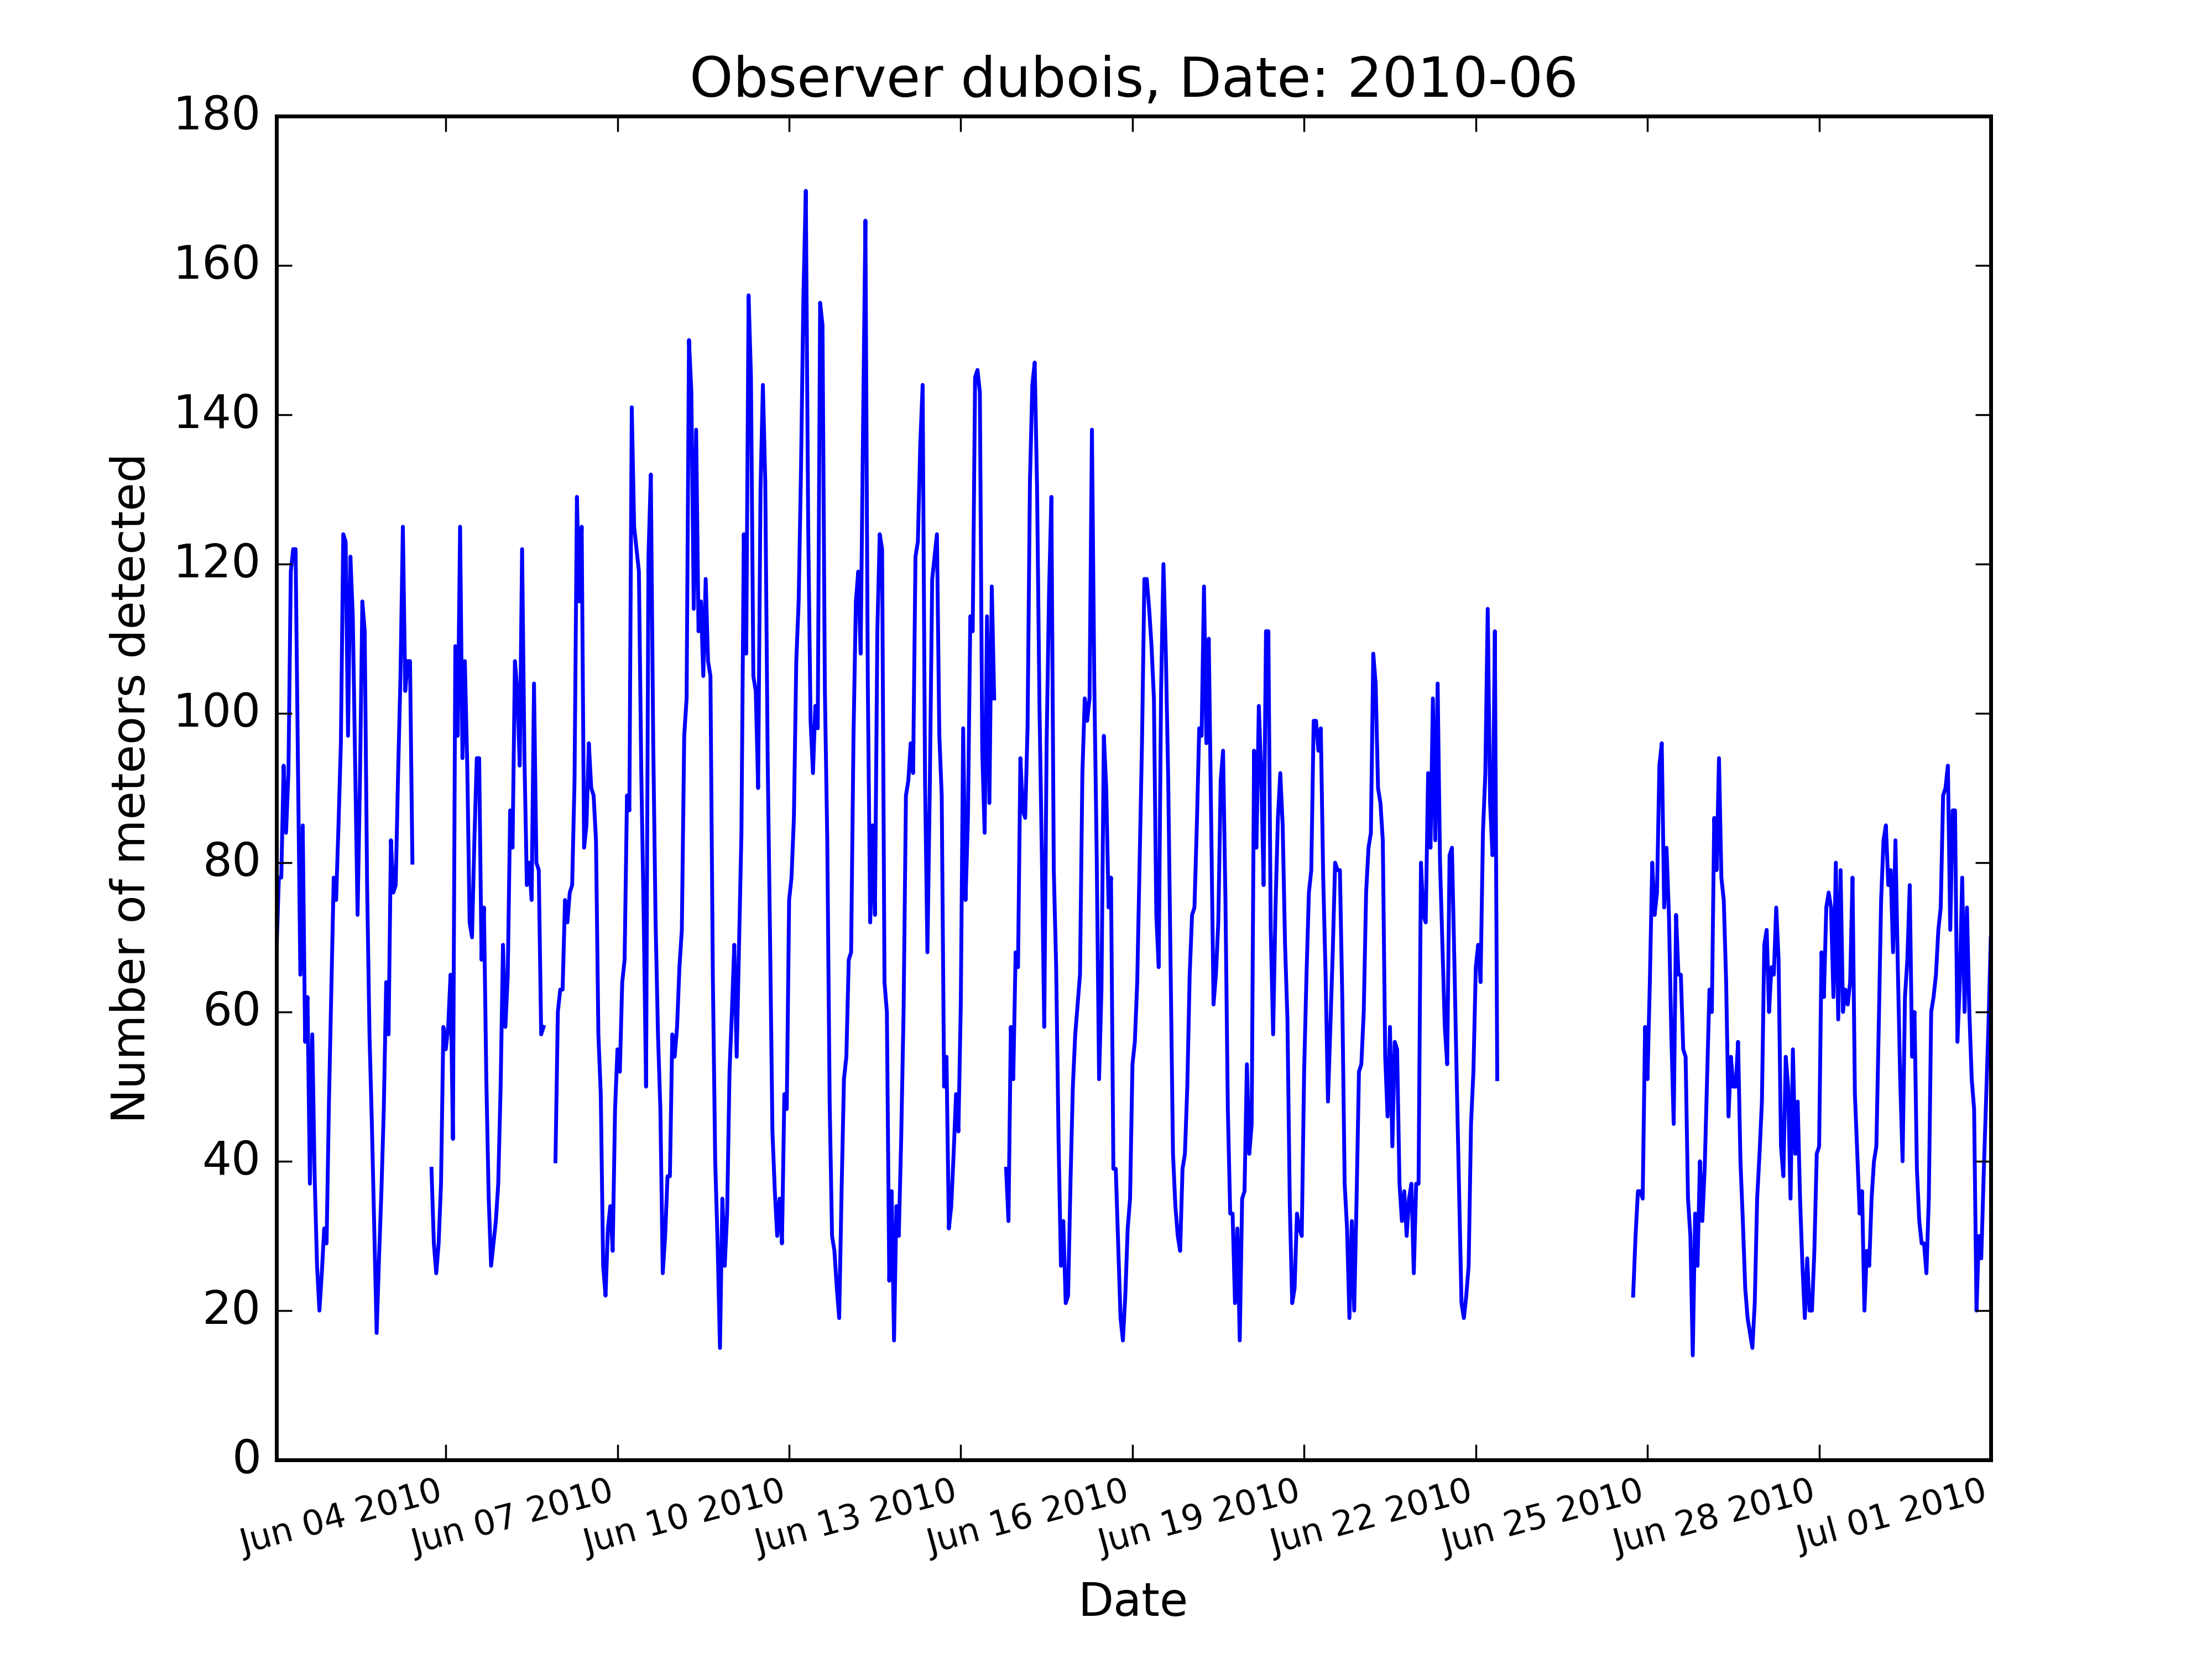 Observer dubois, Date: 2010-06
180
160
140
120
100
80
60
40
20
0
Number of meteors detected
Jun 04 2010
Jun 07 2010
Jun 10 2010
Jun 13 2010
Jun 16 2010
Jun 19 2010
Jun 22 2010
Jun 25 2010
Jun 28 2010
Jul 01 2010
Date